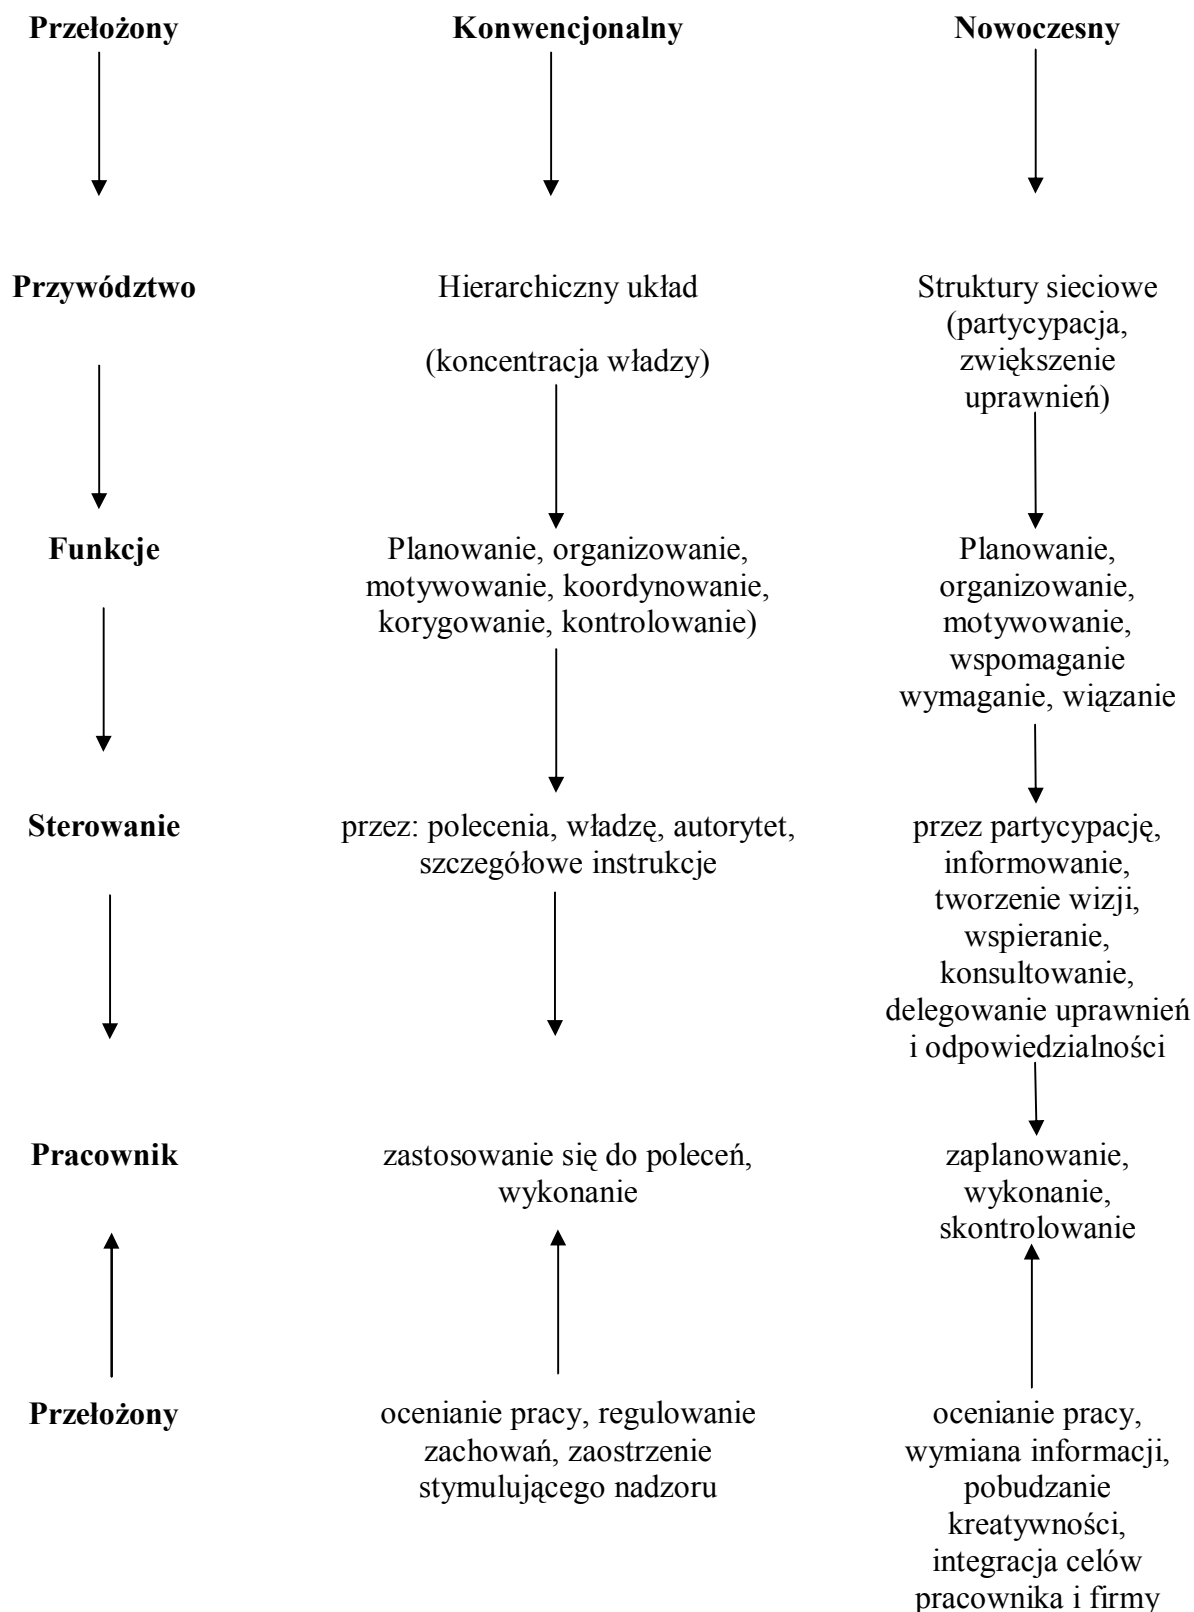 Przełożony
Konwencjonalny
Nowoczesny
Przywództwo
Hierarchiczny układ
(koncentracja władzy)
Struktury sieciowe
(partycypacja,
zwiększenie
uprawnień)
Funkcje
Planowanie, organizowanie,
motywowanie, koordynowanie,
korygowanie, kontrolowanie)
Planowanie,
organizowanie,
motywowanie,
wspomaganie
wymaganie, wiązanie
Sterowanie
przez: polecenia, władzę, autorytet,
szczegółowe instrukcje
przez partycypację,
informowanie,
tworzenie wizji,
wspieranie,
konsultowanie,
delegowanie uprawnień
i odpowiedzialności
Pracownik
zastosowanie się do poleceń,
wykonanie
zaplanowanie,
wykonanie,
skontrolowanie
Przełożony
ocenianie pracy, regulowanie
zachowań, zaostrzenie
stymulującego nadzoru
ocenianie pracy,
wymiana informacji,
pobudzanie
kreatywności,
integracja celów
pracownika i firmy